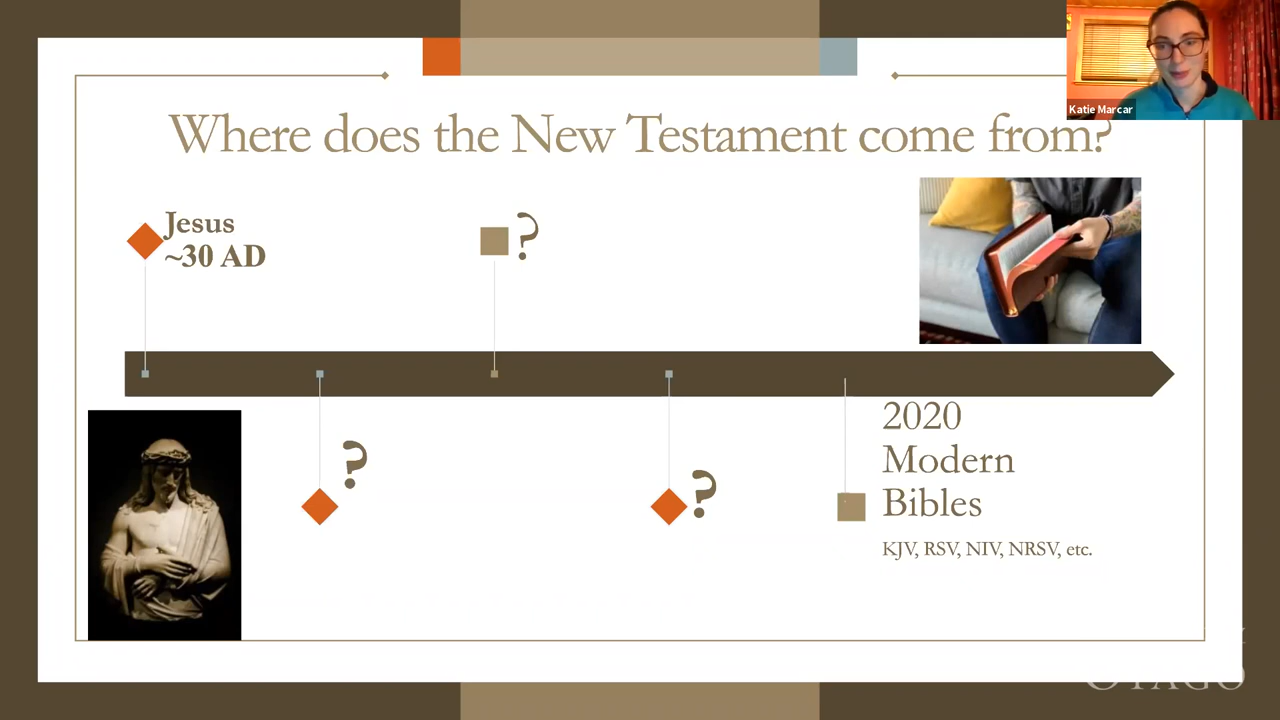 Katie Marcar
Where does the New Testament come from?
Jesus
~30 AD
?
?
?
2020
Modern
Bibles
KJV, RSV, NIV, NRSV, etc.
OTAGO